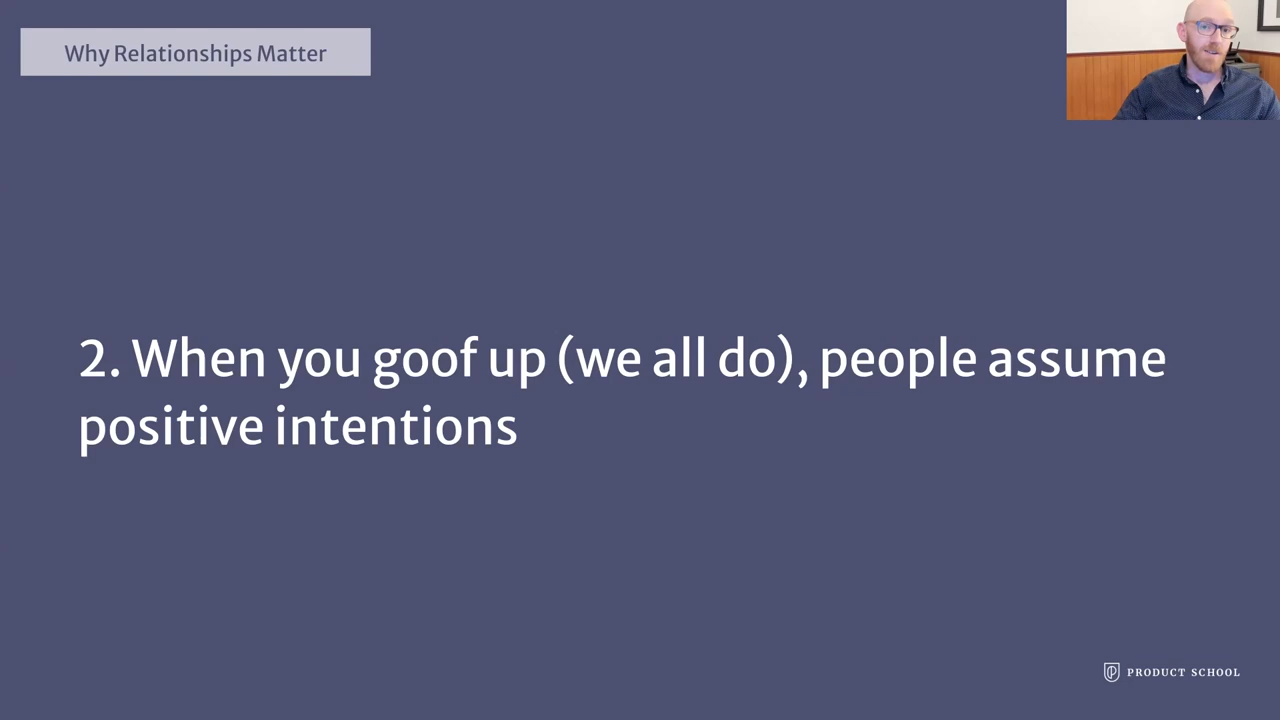 Why Relationships Matter
2. When you goof up (we all do), people assume
positive intentions
PRODUCT SCHOOL